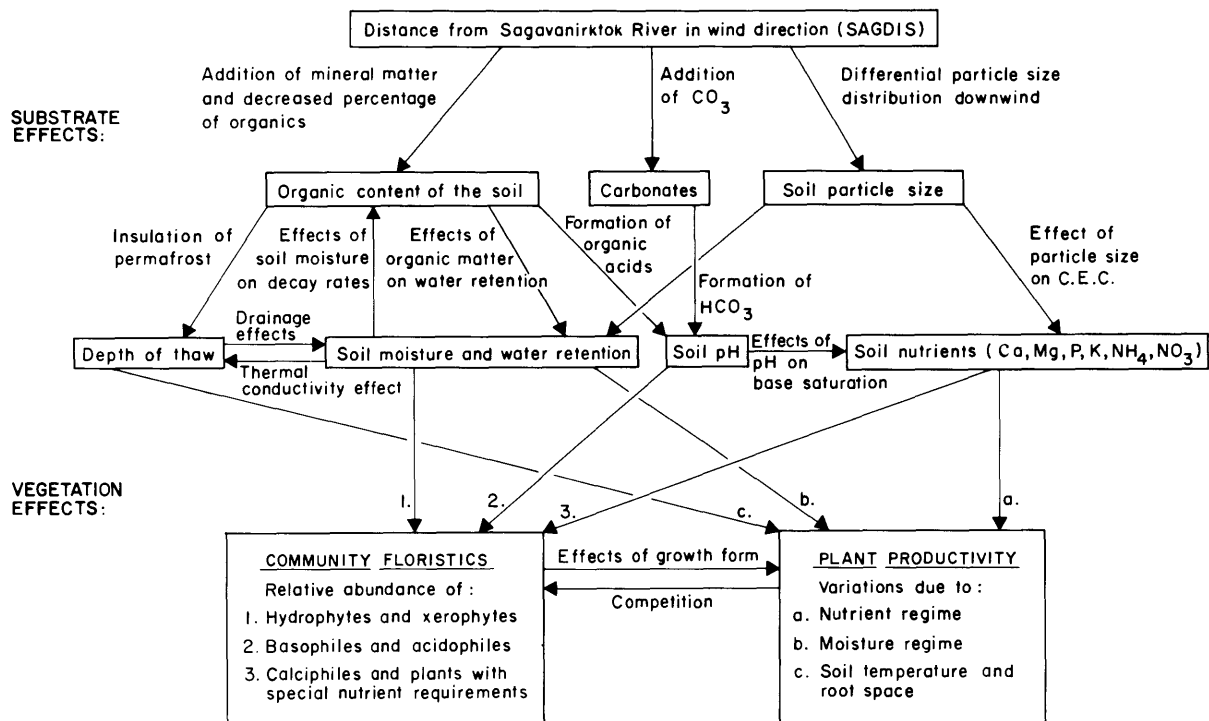 Distance from Sagavanirktok River in wind direction (SAGDIS)
Addition of mineral matter
and decreased percentage
of organics
Addition
of CO3
Differential particle size
distribution downwind
SUBSTRATE
EFFECTS:
Organic content of the soil
Carbonates
Soil particle size
Insulation of
permafrost
Effects of
soil moisture
on decay rates
Effects of
organic matter
on water retention
Formation of
organic
acids
Formation of
HCO3
Effect of
particle size
on C.E.C.
Drainage
effects
Depth of thaw
Soil moisture and water retention
Soil pH
Effects of
pH on
base saturation
Soil nutrients (Ca, Mg, P, K, NH4, NO3)
Thermal
conductivity effect
VEGETATION
EFFECTS:
1.
2.
3.
c.
b.
a.
COMMUNITY FLORISTICS
Relative abundance of:
1. Hydrophytes and xerophytes
2. Basophiles and acidophiles
3. Calciphiles and plants with
special nutrient requirements
Effects of growth form
Competition
PLANT PRODUCTIVITY
Variations due to:
a. Nutrient regime
b. Moisture regime
c. Soil temperature and
root space